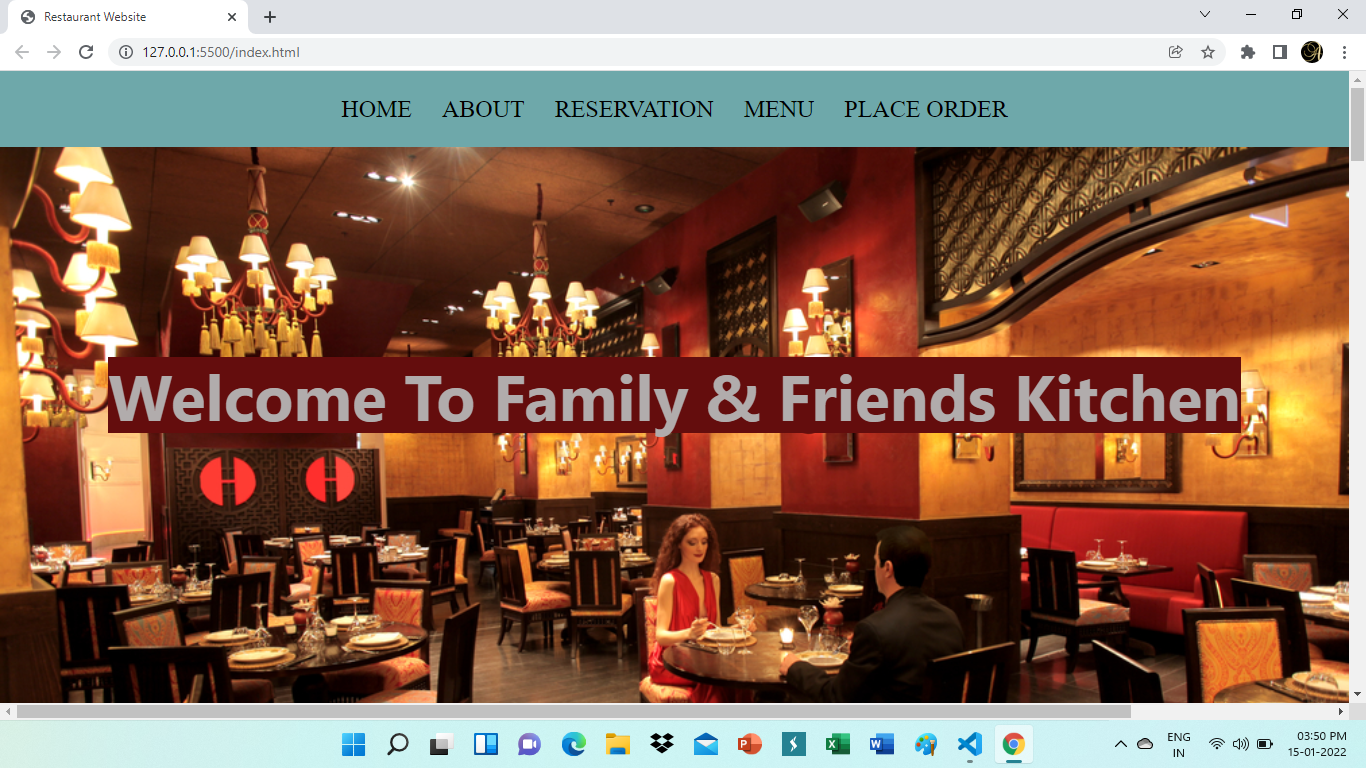 Restaurant Website
127.0.0.1:5500/index.html
HOME ABOUT RESERVATION MENU PLACE ORDER
Welcome To Family & Friends Kitchen
ENG
IN
03:50 PM
15-01-2022